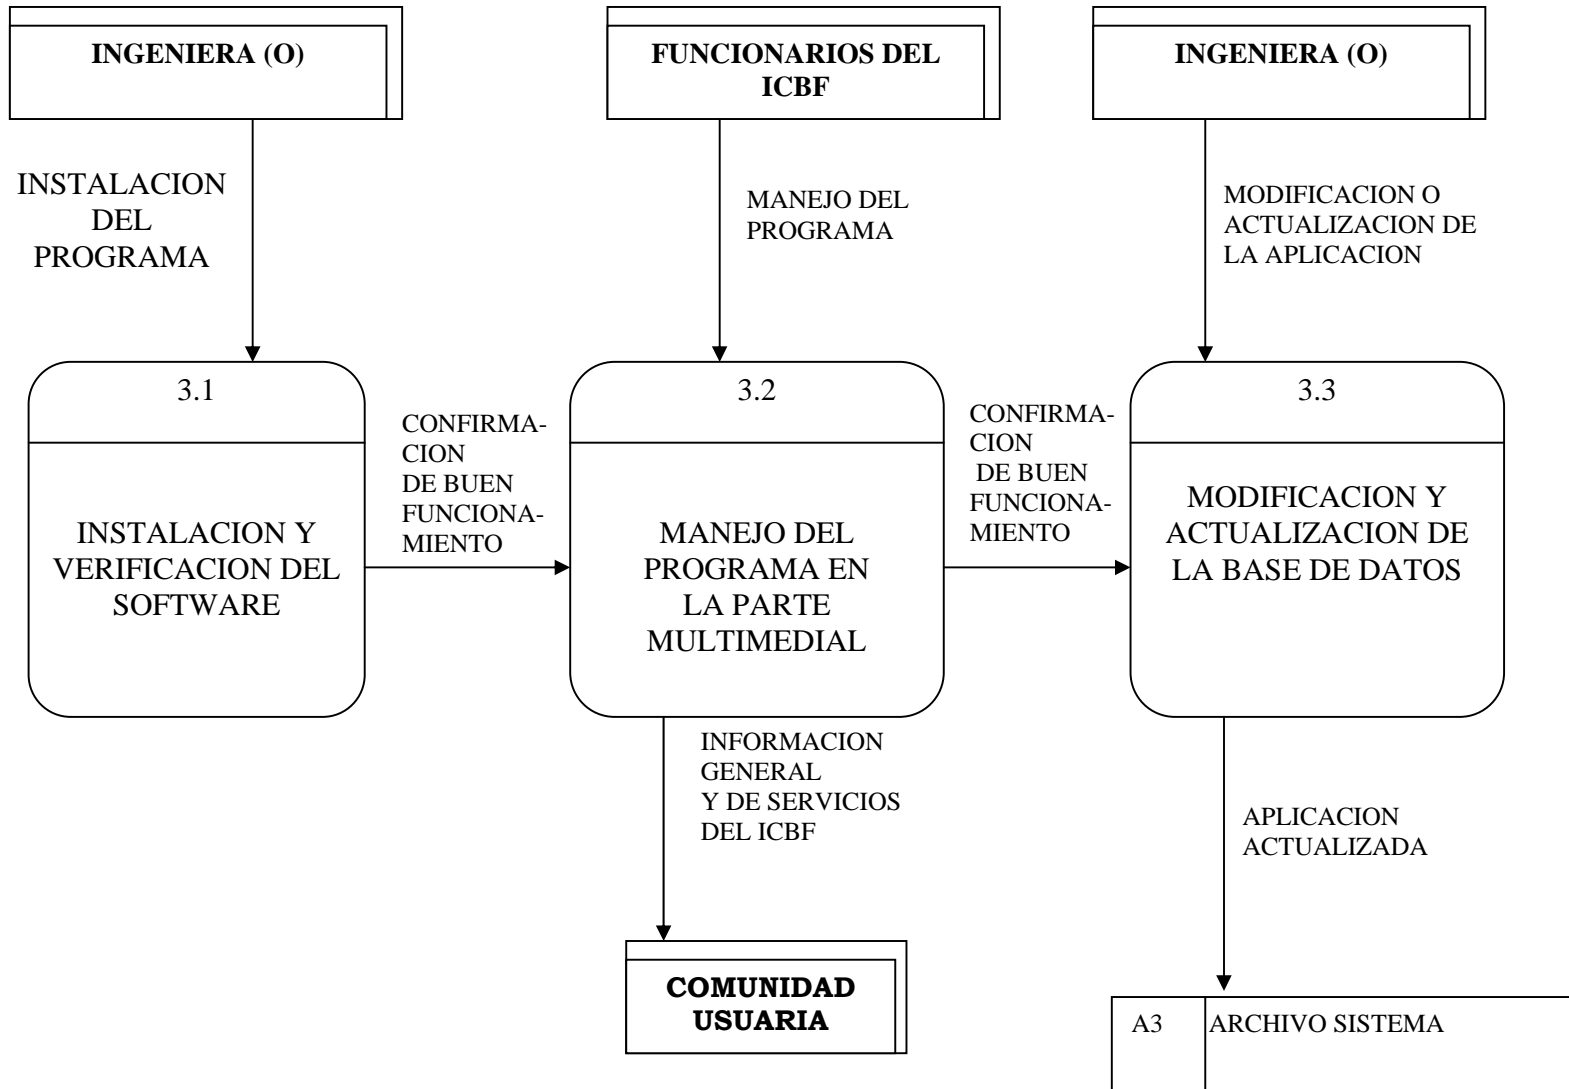 INGENIERA (O)
FUNCIONARIOS DEL
ICBF
INGENIERA (O)
INSTALACION
DEL
PROGRAMA
MANEJO DEL
PROGRAMA
MODIFICACION O
ACTUALIZACION DE
LA APLICACION
3.1
INSTALACION Y
VERIFICACION DEL
SOFTWARE
CONFIRMA-
CION
DE BUEN
FUNCIONA-
MIENTO
3.2
MANEJO DEL
PROGRAMA EN
LA PARTE
MULTIMEDIAL
CONFIRMA-
CION
DE BUEN
FUNCIONA-
MIENTO
3.3
MODIFICACION Y
ACTUALIZACION DE
LA BASE DE DATOS
INFORMACION
GENERAL
Y DE SERVICIOS
DEL ICBF
APLICACION
ACTUALIZADA
COMUNIDAD
USUARIA
A3 ARCHIVO SISTEMA